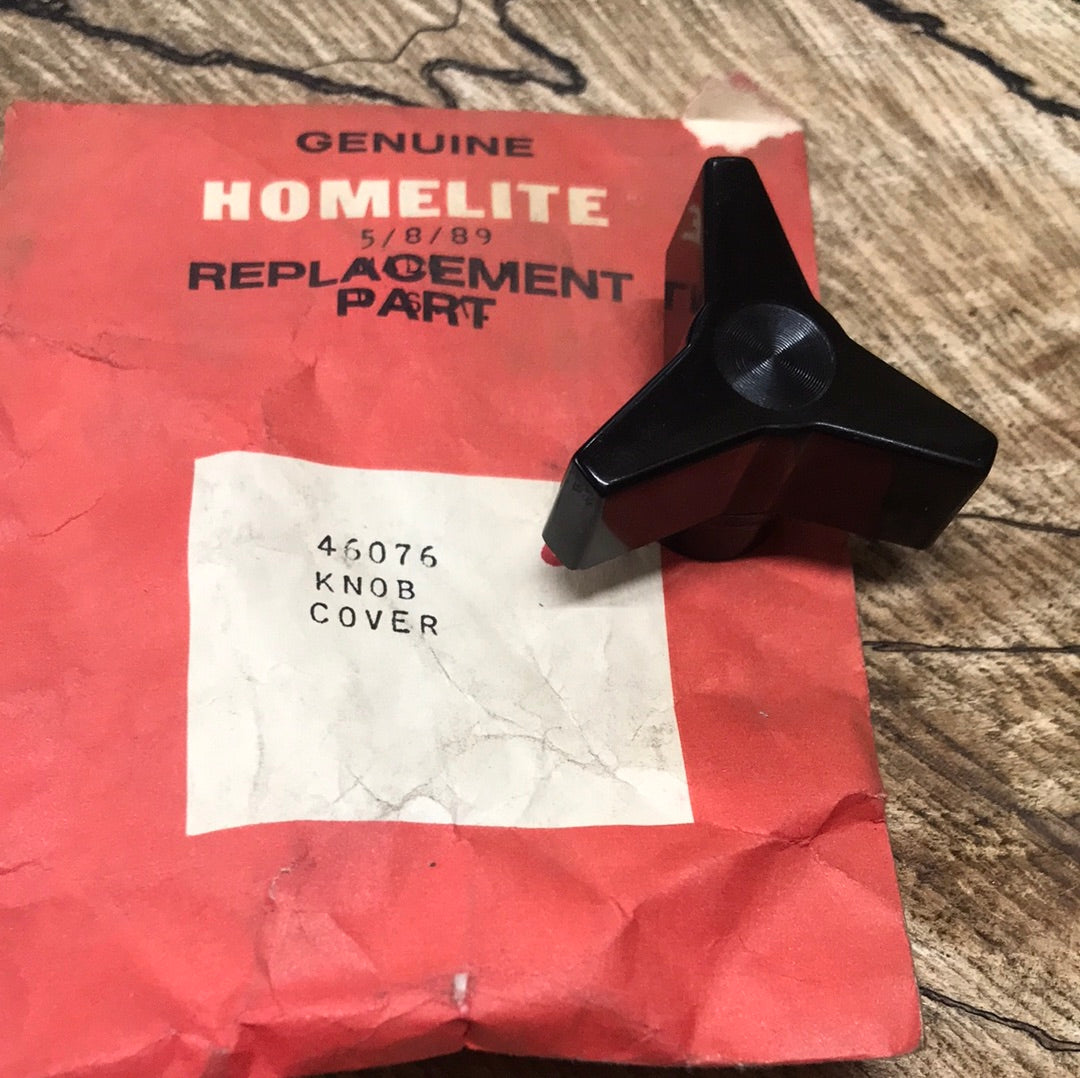 GENUINE
HOMELITE
5/8/89
REPLACEMENT
PART
46076
KNOB
COVER